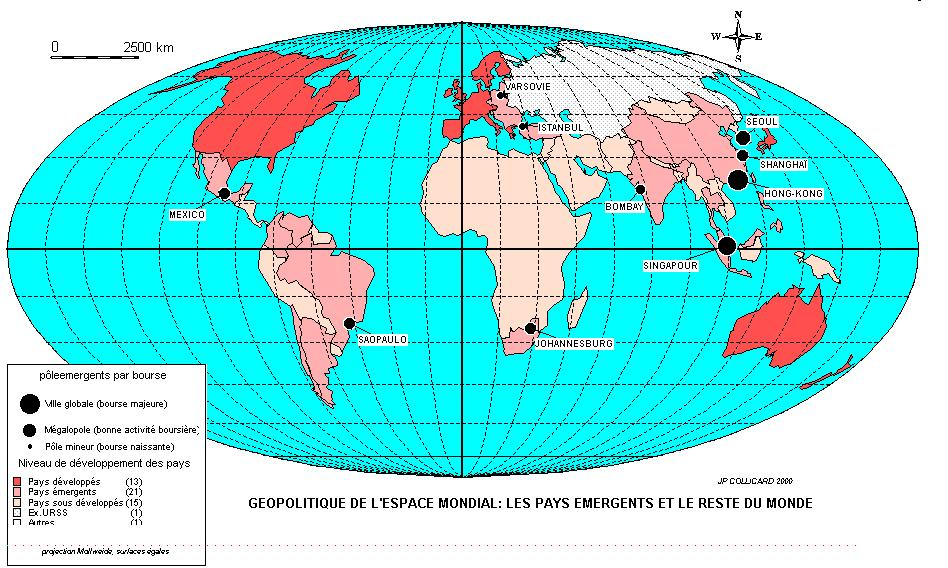 N
W E
S
0 2500 km
VARSOVIE
ISTANBUL
SEOUL
SHANGHAÏ
HONG-KONG
BOMBAY
MEXICO
SINGAPOUR
SAOPAULO
JOHANNESBURG
pôleemergents par bourse
Ville globale (bourse majeure)
Mégalopole (bonne activité boursière)
Pôle mineur (bourse naissante)
Niveau de développement des pays
Pays développés (13)
Pays émergents (21)
Pays sous développés (15)
Ex.URSS (1)
Autres (1)
projection Mollweide, surfaces égales
JP COLLICARD 2000
GEOPOLITIQUE DE L'ESPACE MONDIAL: LES PAYS EMERGENTS ET LE RESTE DU MONDE